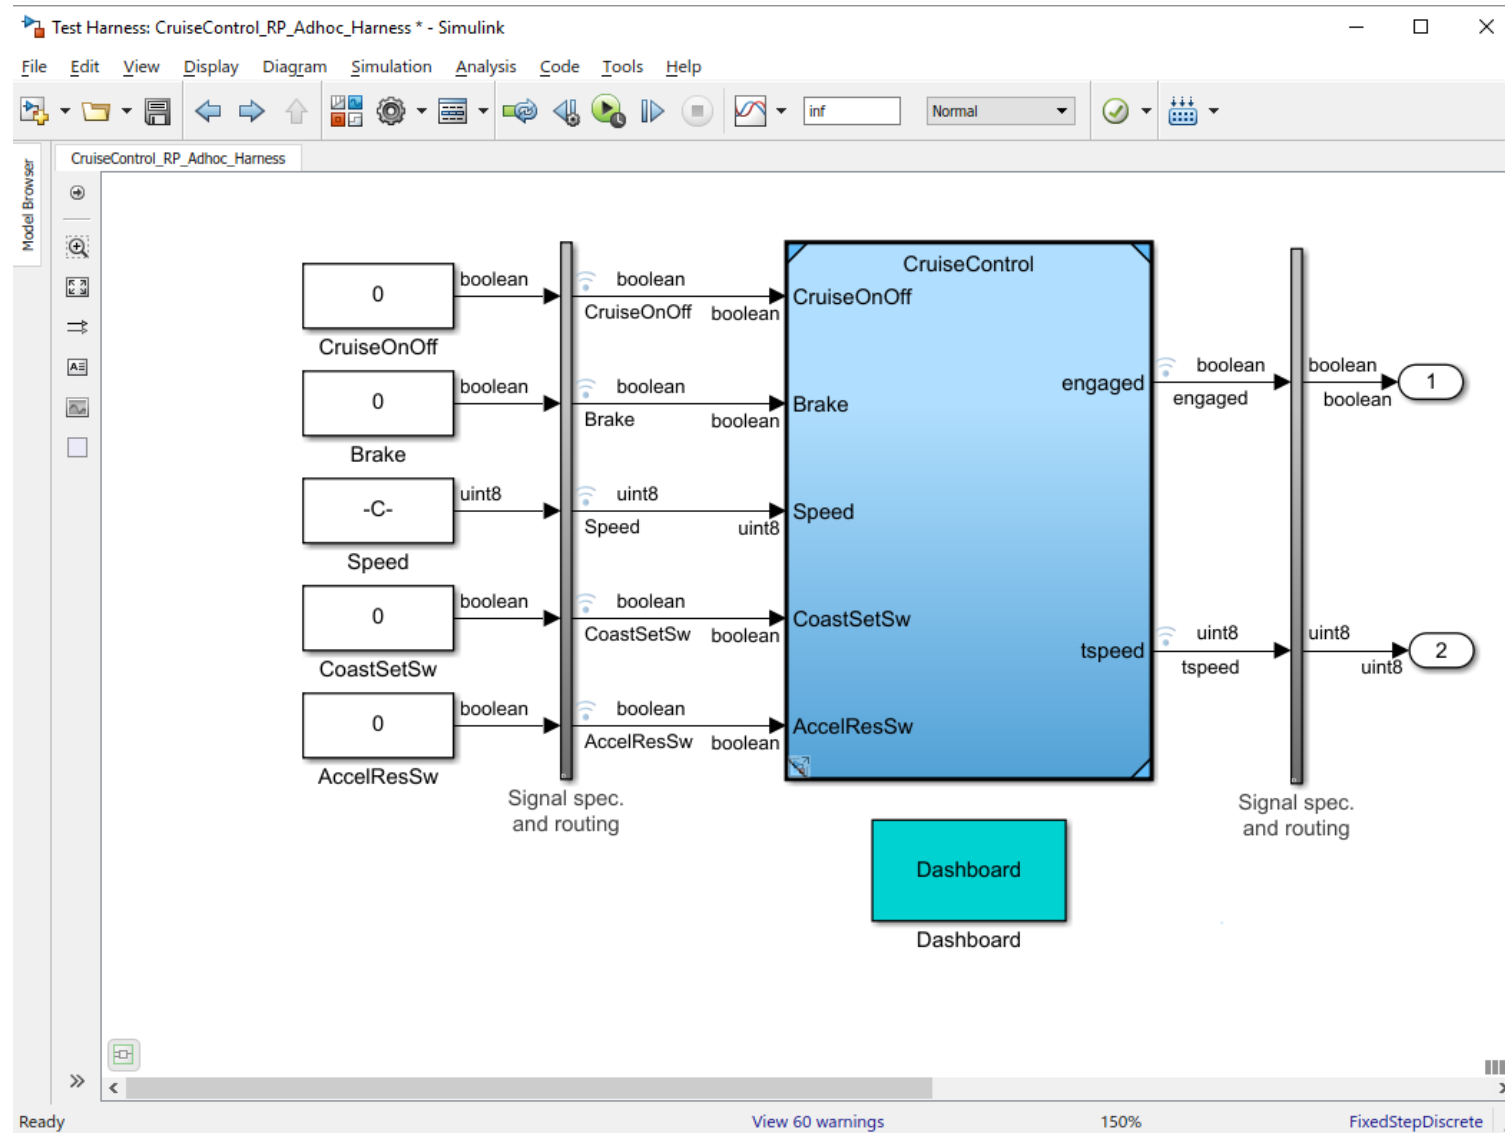 Test Harness: CruiseControl_RP_Adhoc_Harness * - Simulink
File Edit View Display Diagram Simulation Analysis Code Tools Help
inf
Normal
Model Browser
CruiseControl_RP_Adhoc_Harness
0
CruiseOnOff
0
Brake
-C-
Speed
0
CoastSetSw
0
AccelResSw
boolean
boolean
uint8
boolean
boolean
Signal spec.
and routing
boolean
CruiseOnOff boolean
boolean
Brake boolean
uint8
Speed uint8
boolean
CoastSetSw boolean
boolean
AccelResSw boolean
CruiseControl
CruiseOnOff
Brake
Speed
CoastSetSw
AccelResSw
engaged
tspeed
boolean
engaged
uint8
tspeed
boolean
boolean
1
uint8
uint8
2
Signal spec.
and routing
Dashboard
Dashboard
Ready
View 60 warnings
150%
FixedStepDiscrete